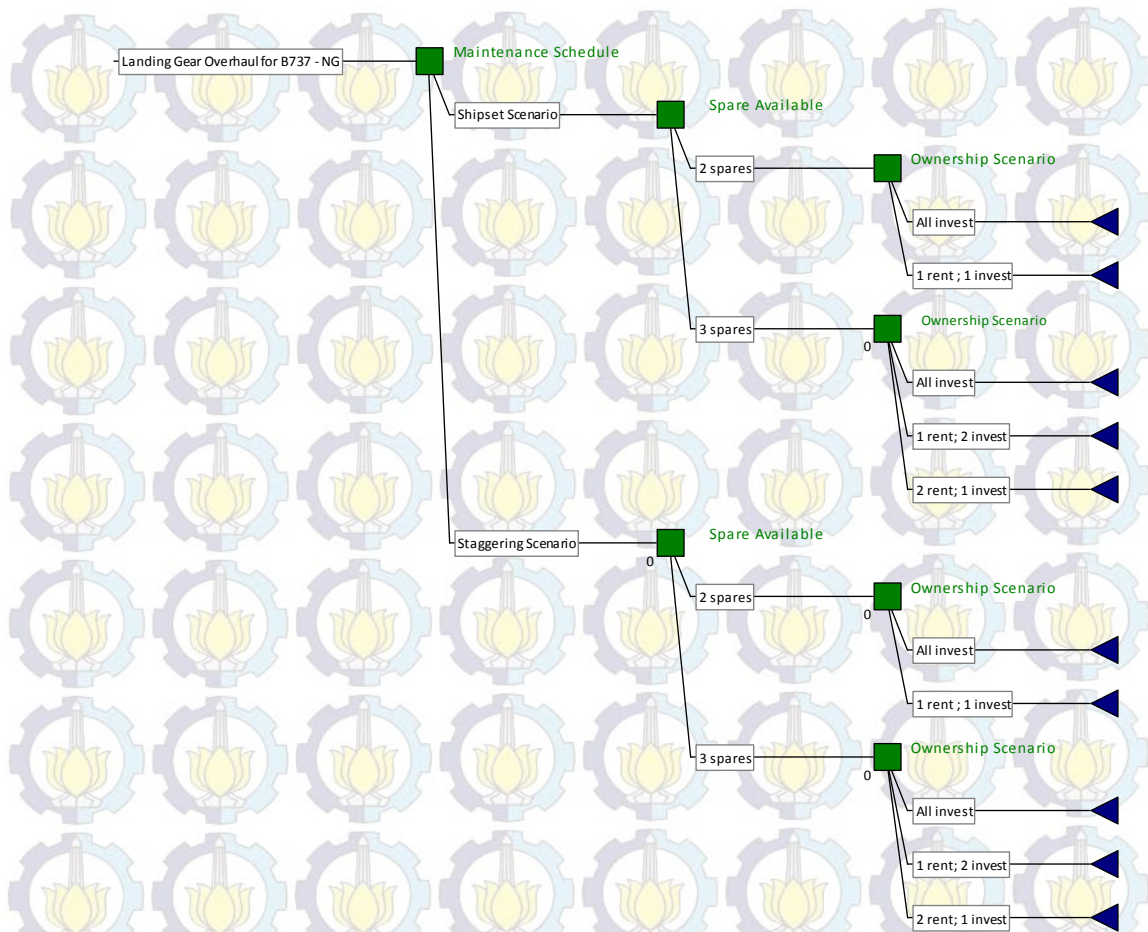 Landing Gear Overhaul for B737 - NG
Maintenance Schedule
Shipset Scenario
Spare Available
2 spares
Ownership Scenario
All invest
1 rent ; 1 invest
3 spares
Ownership Scenario
0
All invest
1 rent; 2 invest
2 rent; 1 invest
Staggering Scenario
Spare Available
0
2 spares
Ownership Scenario
0
All invest
1 rent ; 1 invest
3 spares
Ownership Scenario
0
All invest
1 rent; 2 invest
2 rent; 1 invest